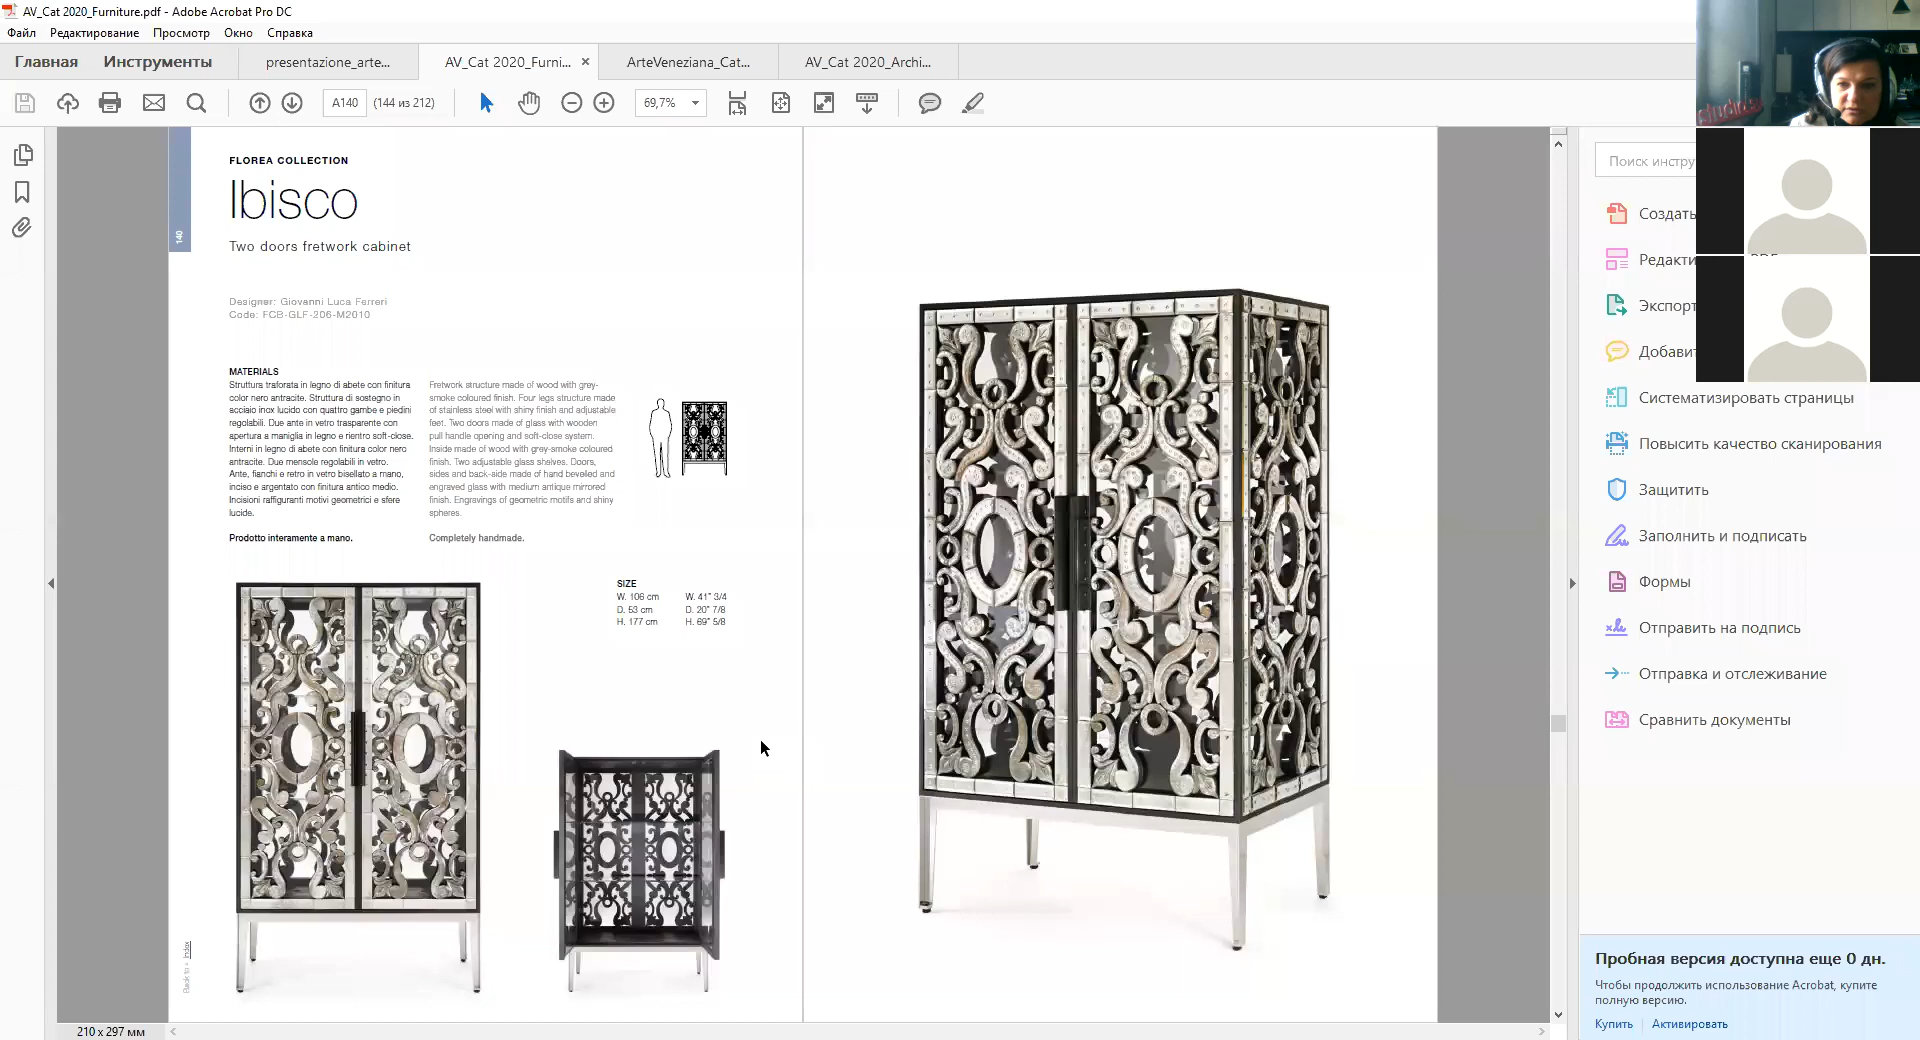 AV_Cat 2020_Furniture.pdf - Adobe Acrobat Pro DC
Файл Редактирование Просмотр Окно Справка
Главная Инструменты presentazione_arte... AV_Cat 2020_Furni... × ArteVeneziana_Cat... AV_Cat 2020_Archi...
A140 (144 из 212) 69,7%
140
FLOREA COLLECTION
Ibisco
Two doors fretwork cabinet
Designer: Giovanni Luca Ferreri
Code: FCB-GLF-206-M2010
MATERIALS
Struttura traforata in legno di abete con finitura
color nero antracite. Struttura di sostegno in
acciaio inox lucido con quattro gambe e piedini
regolabili. Due ante in vetro trasparente con
apertura a maniglia in legno e rientro soft-close.
Interni in legno di abete con finitura color nero
antracite. Due mensole regolabili in vetro.
Ante, fianchi e retro in vetro bisellato a mano,
inciso e argentato con finitura antico medio.
Incisioni raffiguranti motivi geometrici e sfere
lucide.
Prodotto interamente a mano.
Fretwork structure made of wood with grey-
smoke coloured finish. Four legs structure made
of stainless steel with shiny finish and adjustable
feet. Two doors made of glass with wooden
pull handle opening and soft-close system.
Inside made of wood with grey-smoke coloured
finish. Two adjustable glass shelves. Doors,
sides and back-side made of hand bevelled and
engraved glass with medium antique mirrored
finish. Engravings of geometric motifs and shiny
spheres.
Completely handmade.
SIZE
W. 106 cm W. 41" 3/4
D. 53 cm D. 20" 7/8
H. 177 cm H. 69" 5/8
Back to • Index
210 x 297 мм
Поиск инстру
Создать
Редакти
Экспорт
Добавит
Систематизировать страницы
Повысить качество сканирования
Защитить
Заполнить и подписать
Формы
Отправить на подпись
Отправка и отслеживание
Сравнить документы
Пробная версия доступна еще 0 дн.
Чтобы продолжить использование Acrobat, купите
полную версию.
Купить Активировать